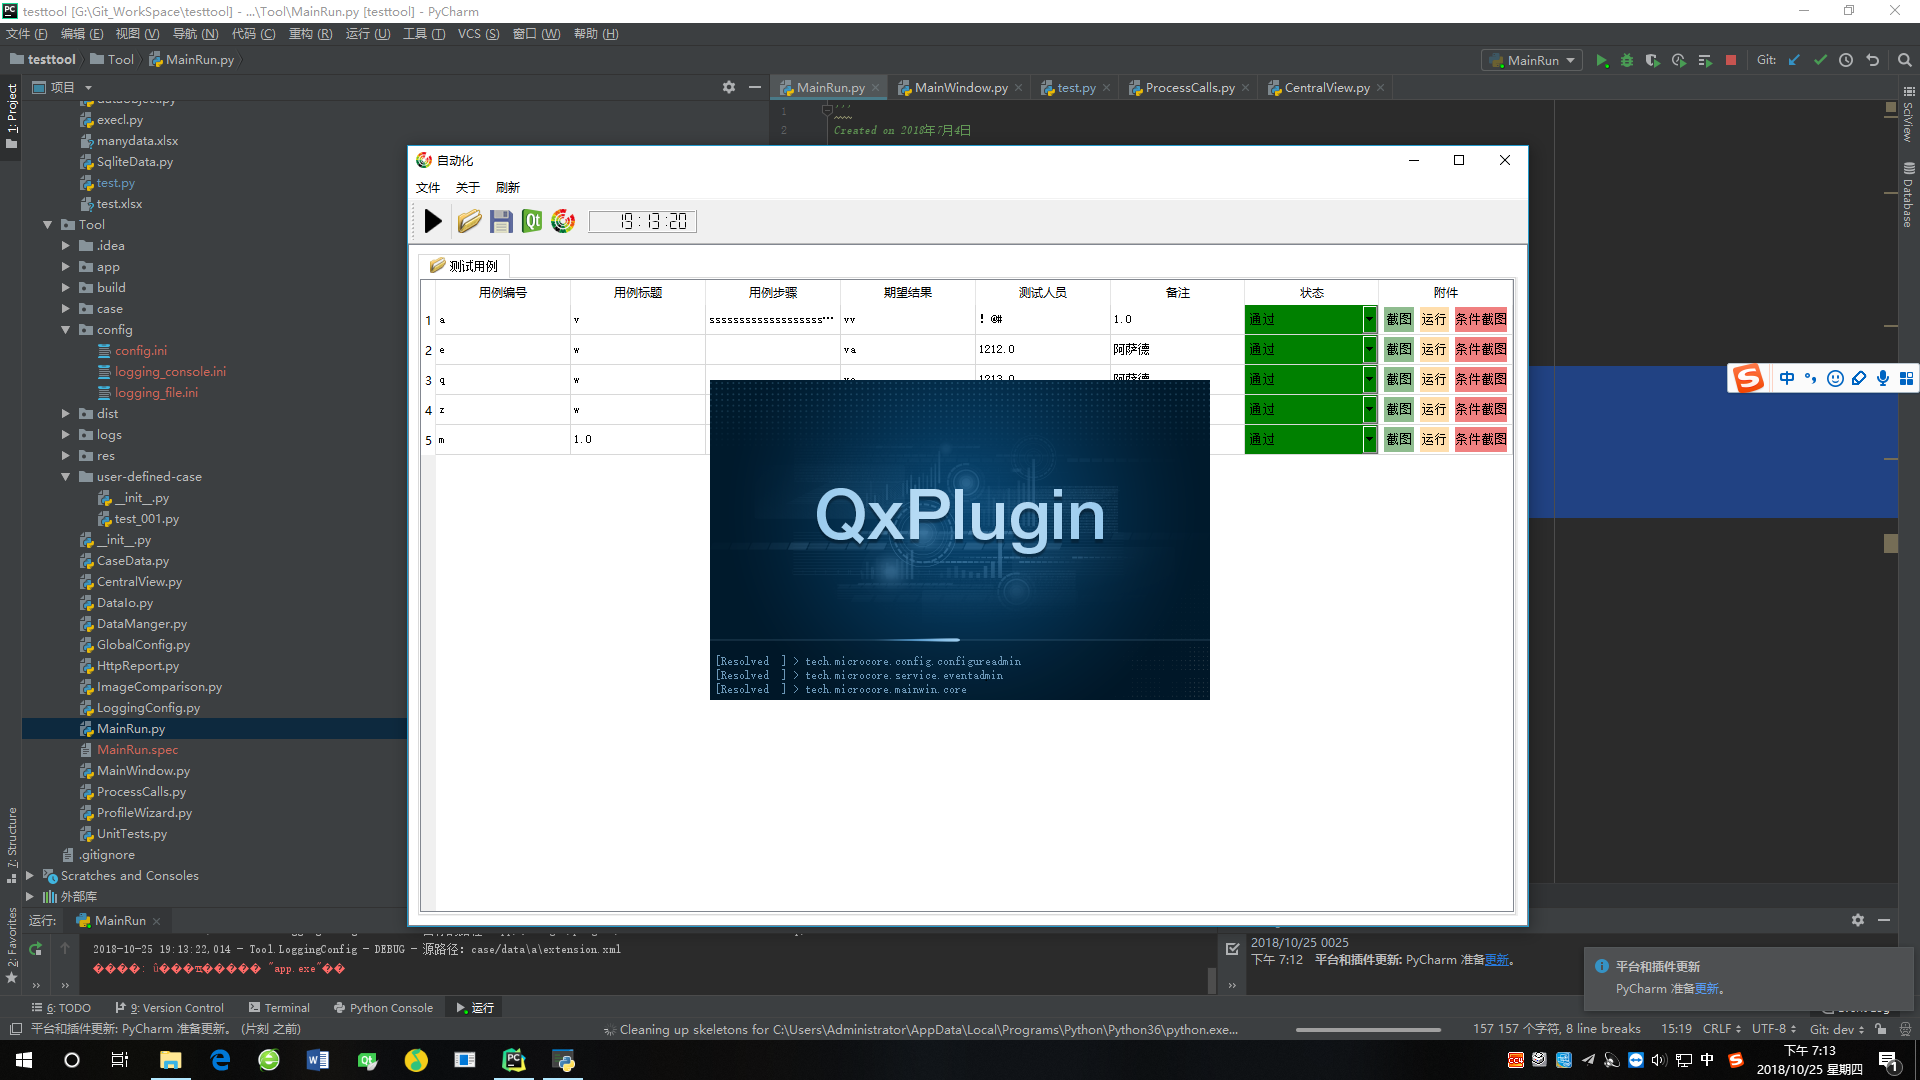 testtool [G:\Git_WorkSpace\testtool] - ...\Tool\MainRun.py [testtool] - PyCharm
文件 (F) 编辑 (E) 视图 (V) 导航 (N) 代码 (C) 重构 (R) 运行 (U) 工具 (T) VCS (S) 窗口 (W) 帮助 (H)
testtool Tool MainRun.py
MainRun Git:
1: Project
项目
MainRun.py MainWindow.py test.py ProcessCalls.py CentralView.py
dataobject.py
execl.py
manydata.xlsx
SqliteData.py
test.py
test.xlsx
Tool
.idea
app
build
case
config
config.ini
logging_console.ini
logging_file.ini
dist
logs
res
user-defined-case
__init__.py
test_001.py
__init__.py
CaseData.py
CentralView.py
DataIo.py
DataManger.py
GlobalConfig.py
HttpReport.py
ImageComparison.py
LoggingConfig.py
MainRun.py
MainRun.spec
MainWindow.py
ProcessCalls.py
ProfileWizard.py
UnitTests.py
.gitignore
Scratches and Consoles
外部库
1 '''
2 Created on 2018年7月4日
自动化
文件 关于 刷新
Qt 19:13:20
测试用例
用例编号 用例标题 用例步骤 期望结果 测试人员 备注 状态 附件
1 a v sssssssssssssssssss… vv ! @# 1.0 通过 截图 运行 条件截图
2 e w va 1212.0 阿萨德 通过 截图 运行 条件截图
3 q w 1213.0 阿萨德 通过 截图 运行 条件截图
4 z w 通过 截图 运行 条件截图
5 m 1.0 通过 截图 运行 条件截图
QxPlugin
[Resolved ] > tech.microcore.config.configureadmin
[Resolved ] > tech.microcore.service.eventadmin
[Resolved ] > tech.microcore.mainwin.core
SciView
Database
中
7: Structure
2: Favorites
运行: MainRun
2018-10-25 19:13:22,014 - Tool.LoggingConfig - DEBUG - 源路径: case/data\a\extension.xml
"app.exe"
2018/10/25 0025
下午 7:12 平台和插件更新: PyCharm 准备更新。
平台和插件更新
PyCharm 准备更新。
6: TODO 9: Version Control Terminal Python Console 运行
平台和插件更新: PyCharm 准备更新。 (片刻 之前)
Cleaning up skeletons for C:\Users\Administrator\AppData\Local\Programs\Python\Python36\python.exe...
157 157 个字符, 8 line breaks 15:19 CRLF UTF-8 Git: dev
中
下午 7:13
2018/10/25 星期四
1